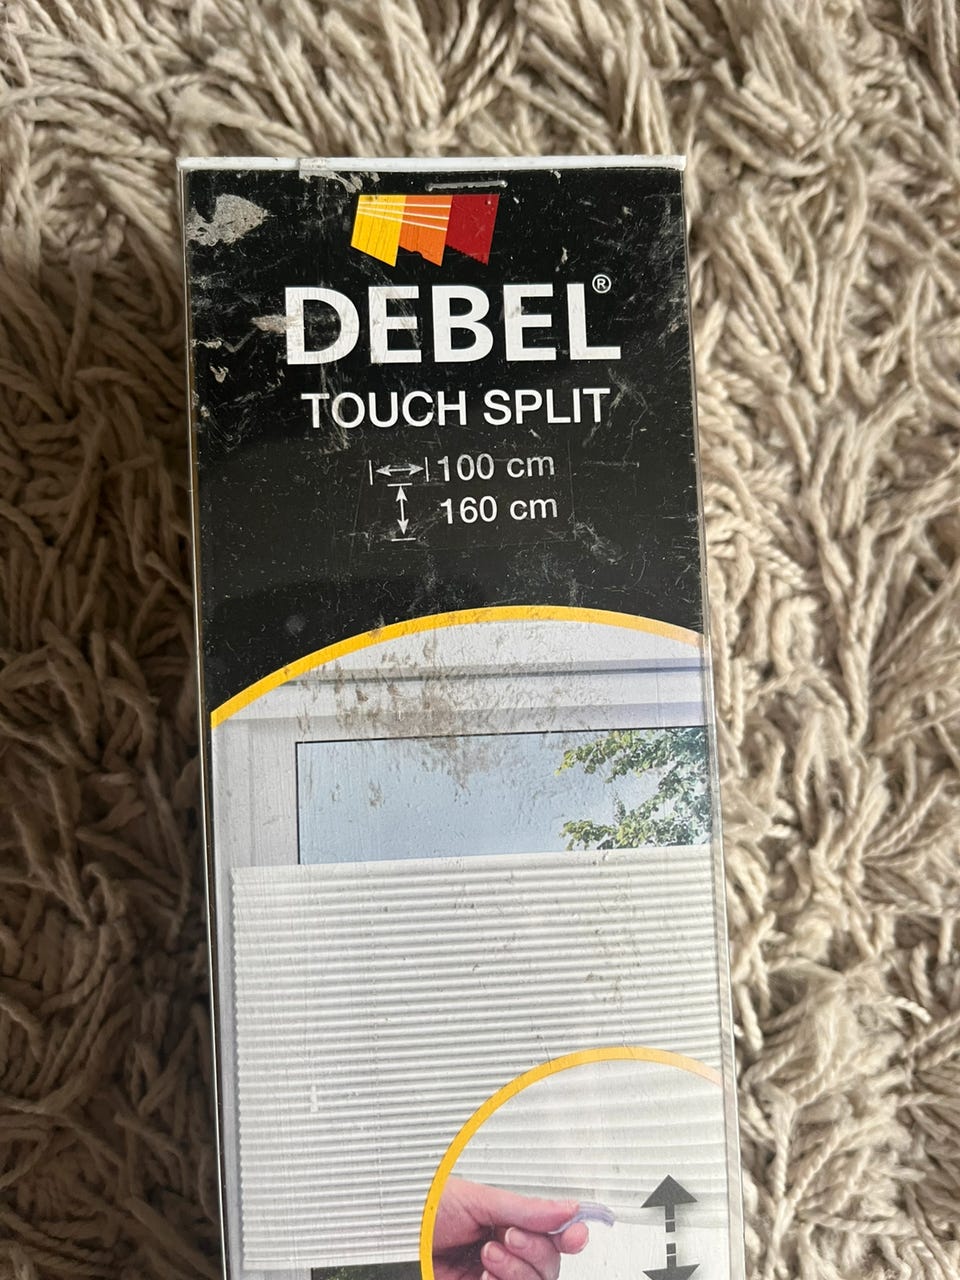 DEBEL®
TOUCH SPLIT
100 cm
160 cm